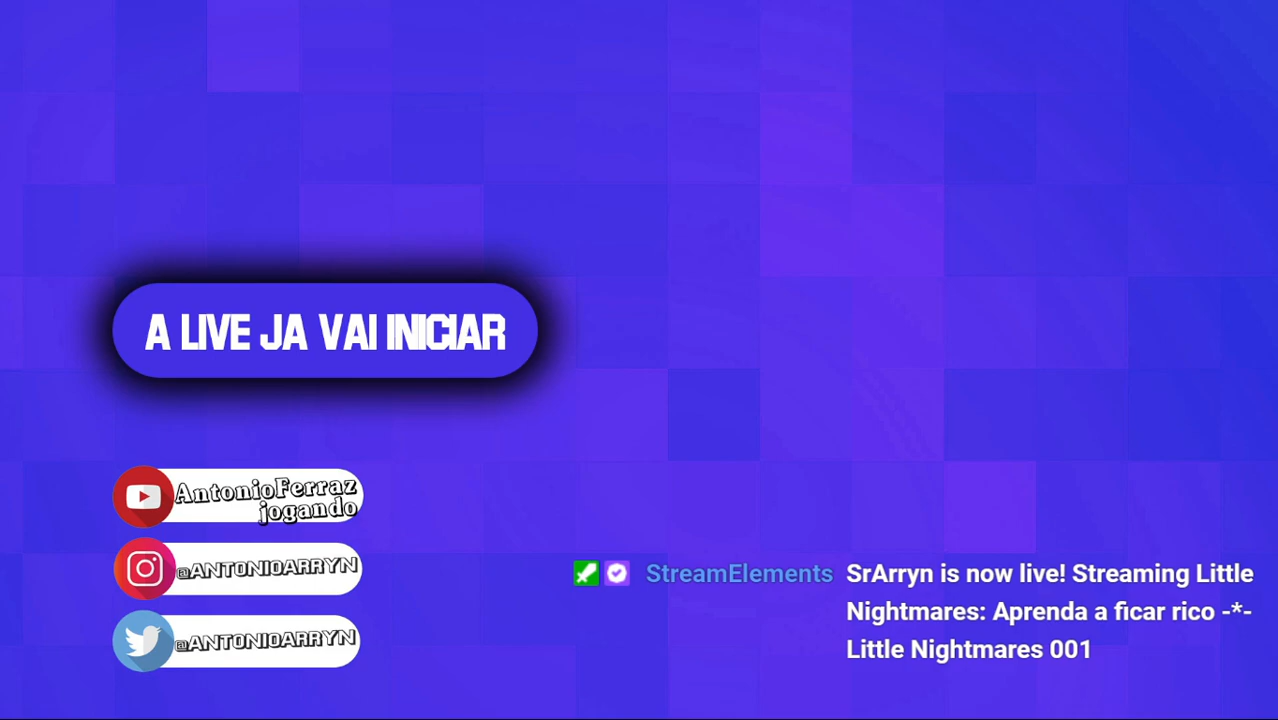 A LIVE JA VAI INICIAR
AntonioFerraz
jogando
@ANTONIOARRYN
@ANTONIOARRYN
StreamElements SrArryn is now live! Streaming Little
Nightmares: Aprenda a ficar rico -*-
Little Nightmares 001